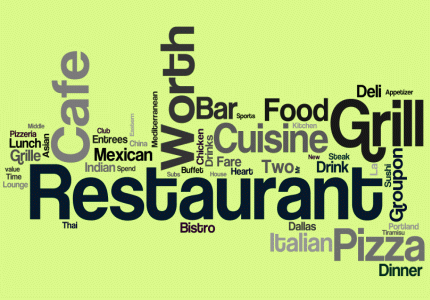 Worth
Cafe
Deli
Appetizer
Mediterranean
Bar
Sports
Food
Grill
Middle
Eastern
Pizzeria
Club
Kitchen
Lunch
Asian
Entrees
China
Chicken
Drinks
Cuisine
Grille
Mexican
New
Steak
value
Indian
Spend
Subs
Buffet
Fare
House
Heart
Two
Drink
La
Sushi
Groupon
Time
Lounge
Restaurant
Thai
Bistro
Dallas
Portland
Tiramisu
Italian
Pizza
Dinner